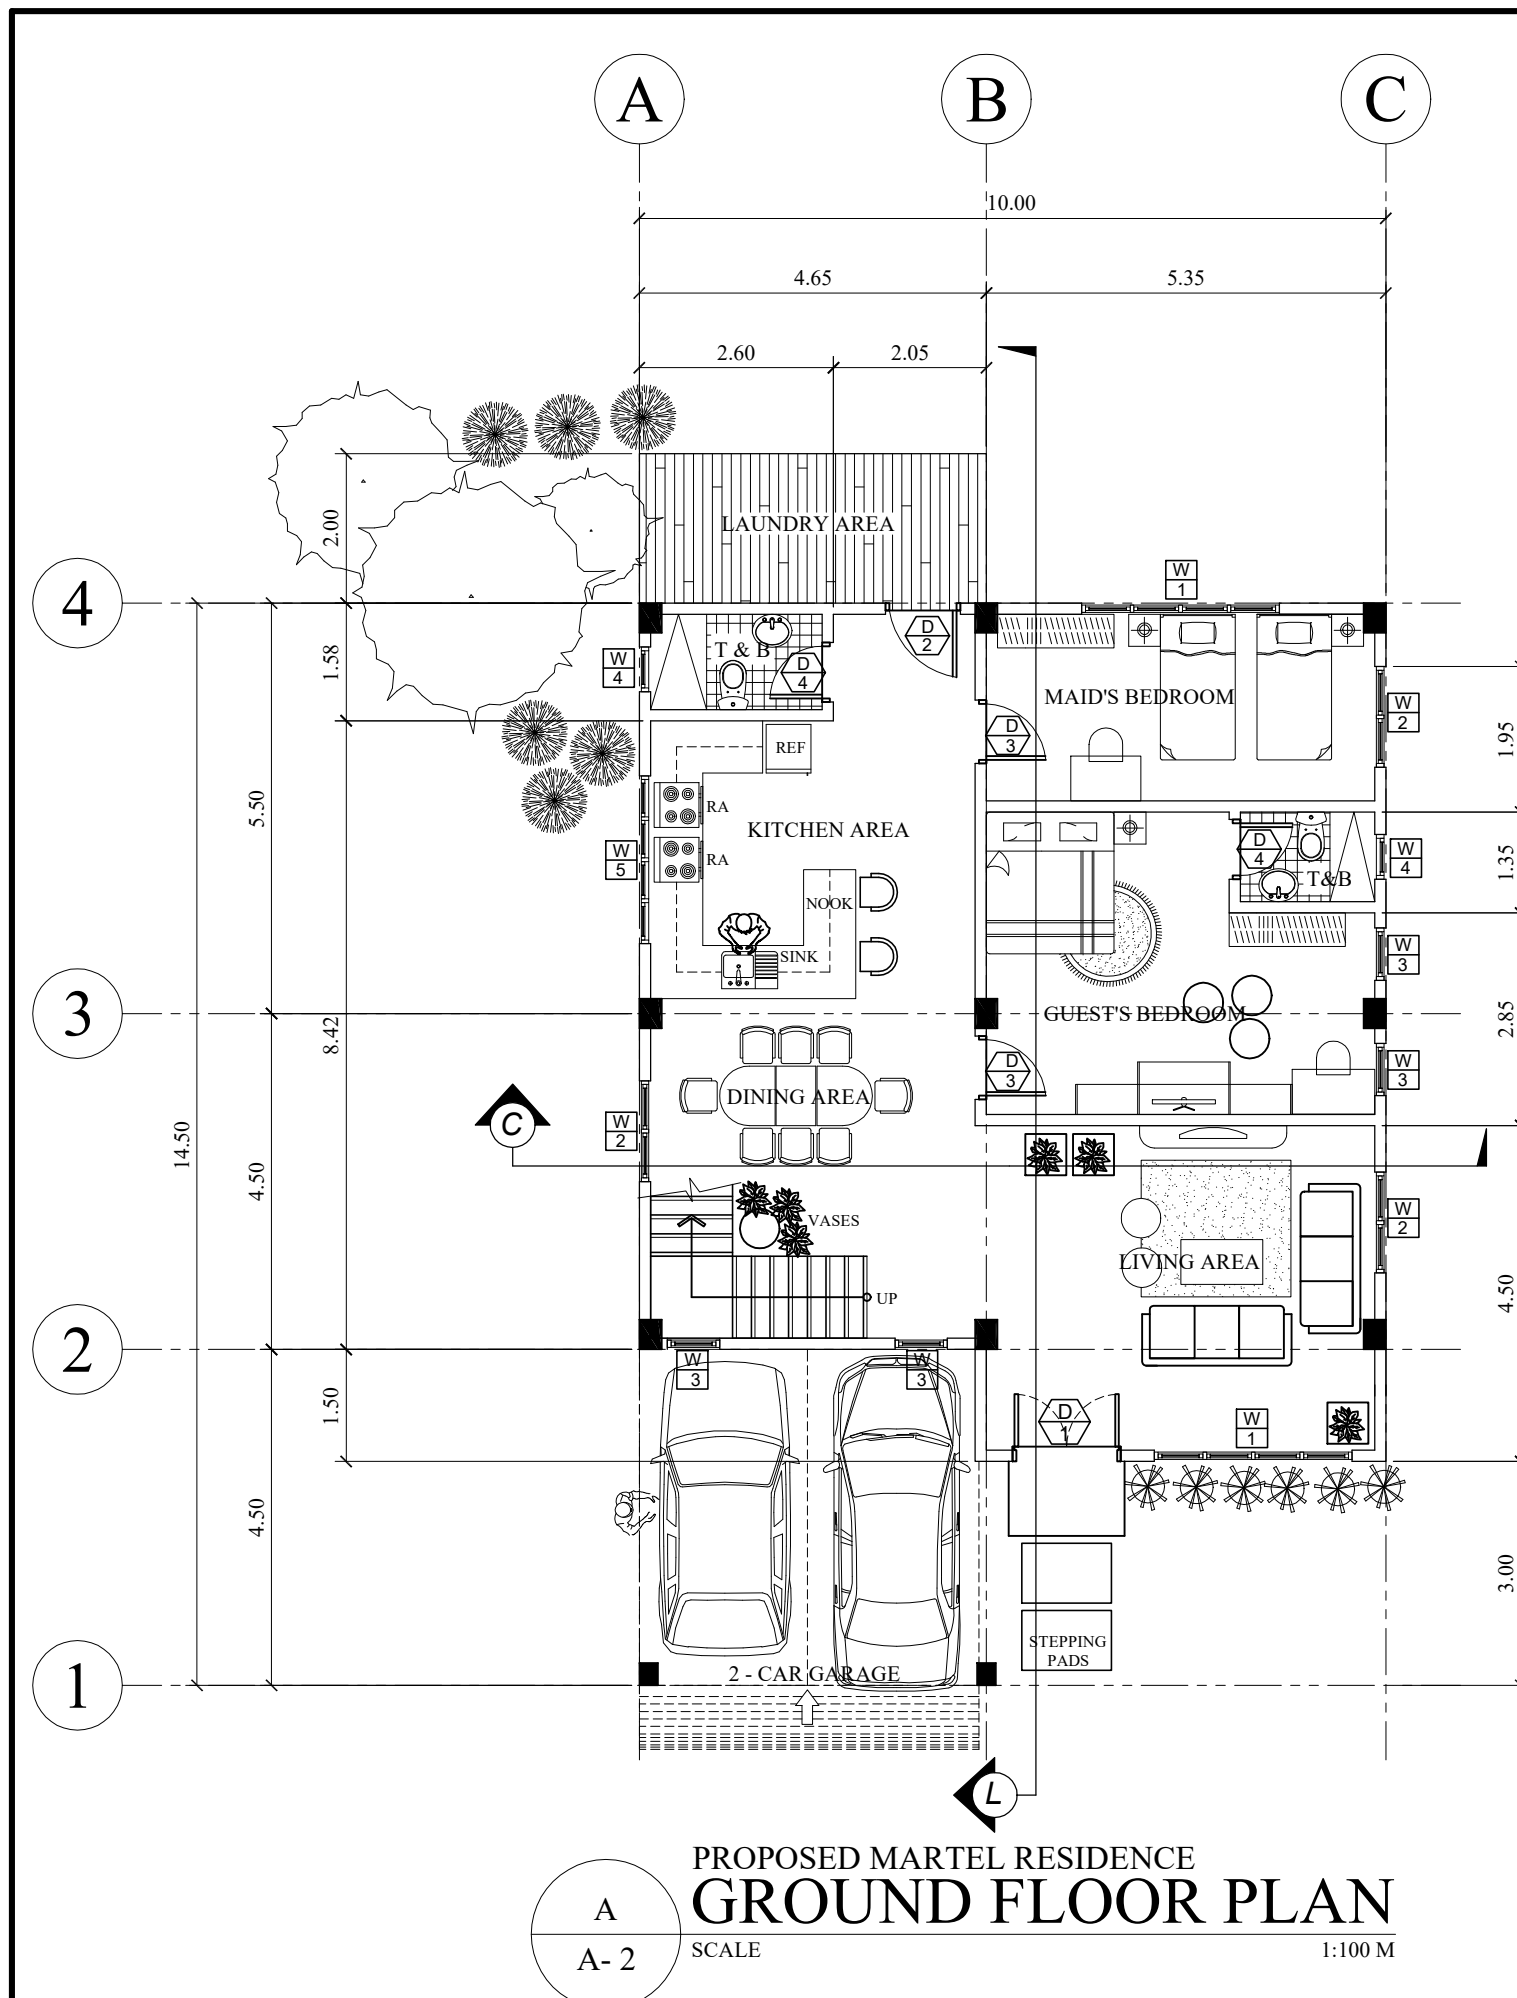 A B C
10.00
4.65 5.35
2.60 2.05
LAUNDRY AREA
2.00
4
W
1
T & B
D
2
D
4
W
4
1.58
MAID'S BEDROOM
W
2
D
3
1.95
REF
RA
KITCHEN AREA
5.50
RA
W
5
D
4
T&B
W
4
1.35
NOOK
SINK
W
3
3
GUEST'S BEDROOM
2.85
8.42
D
3
W
3
DINING AREA
C
W
2
14.50
4.50
VASES
W
2
LIVING AREA
UP
4.50
2
W
3
W
3
1.50
D
1
W
1
4.50
3.00
STEPPING
PADS
1
2 - CAR GARAGE
L
PROPOSED MARTEL RESIDENCE
A
GROUND FLOOR PLAN
A- 2
SCALE 1:100 M